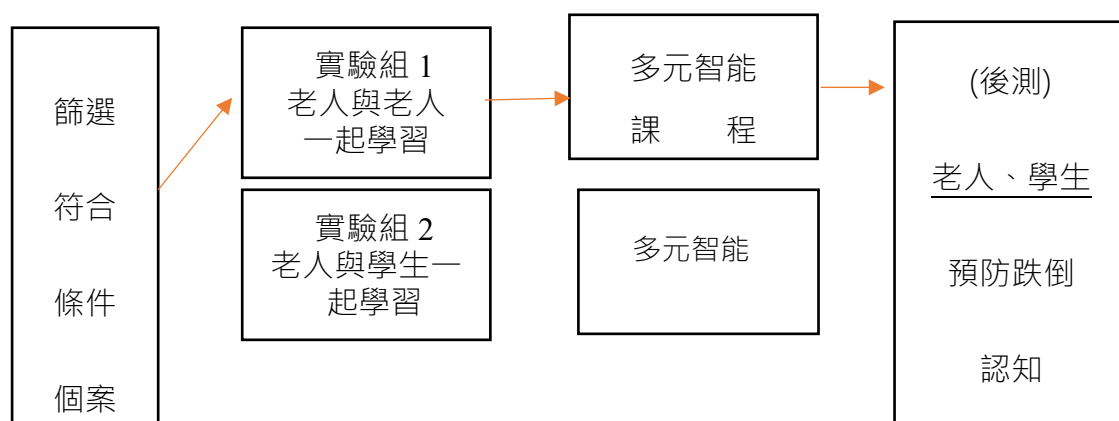 篩選
符合
條件
個案
實驗組 1
老人與老人
一起學習
實驗組 2
老人與學生一
起學習
多元智能
課 程
多元智能
(後測)
老人、學生
預防跌倒
認知